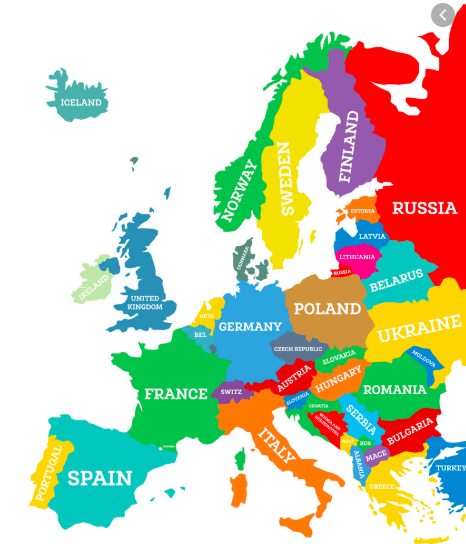 ICELAND
NORWAY
SWEDEN
FINLAND
RUSSIA
ESTONIA
LATVIA
DENMARK
LITHUANIA
RUSSIA
BELARUS
IRELAND
UNITED
KINGDOM
NETH
BEL
GERMANY
POLAND
UKRAINE
CZECH REPUBLIC
SLOVAKIA
MOLDOVA
FRANCE
SWITZ
AUSTRIA
HUNGARY
ROMANIA
SLOVENIA
CROATIA
BOSNIA AND
HERZEGOVINA
SERBIA
ITALY
KOS
BULGARIA
MACE
ALBANIA
PORTUGAL
SPAIN
GREECE
TURKEY